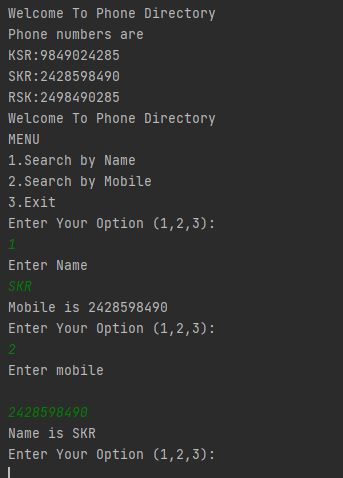 Welcome To Phone Directory
Phone numbers are
KSR:9849024285
SKR:2428598490
RSK:2498490285
Welcome To Phone Directory
MENU
1.Search by Name
2.Search by Mobile
3.Exit
Enter Your Option (1,2,3):
1
Enter Name
SKR
Mobile is 2428598490
Enter Your Option (1,2,3):
2
Enter mobile
2428598490
Name is SKR
Enter Your Option (1,2,3):